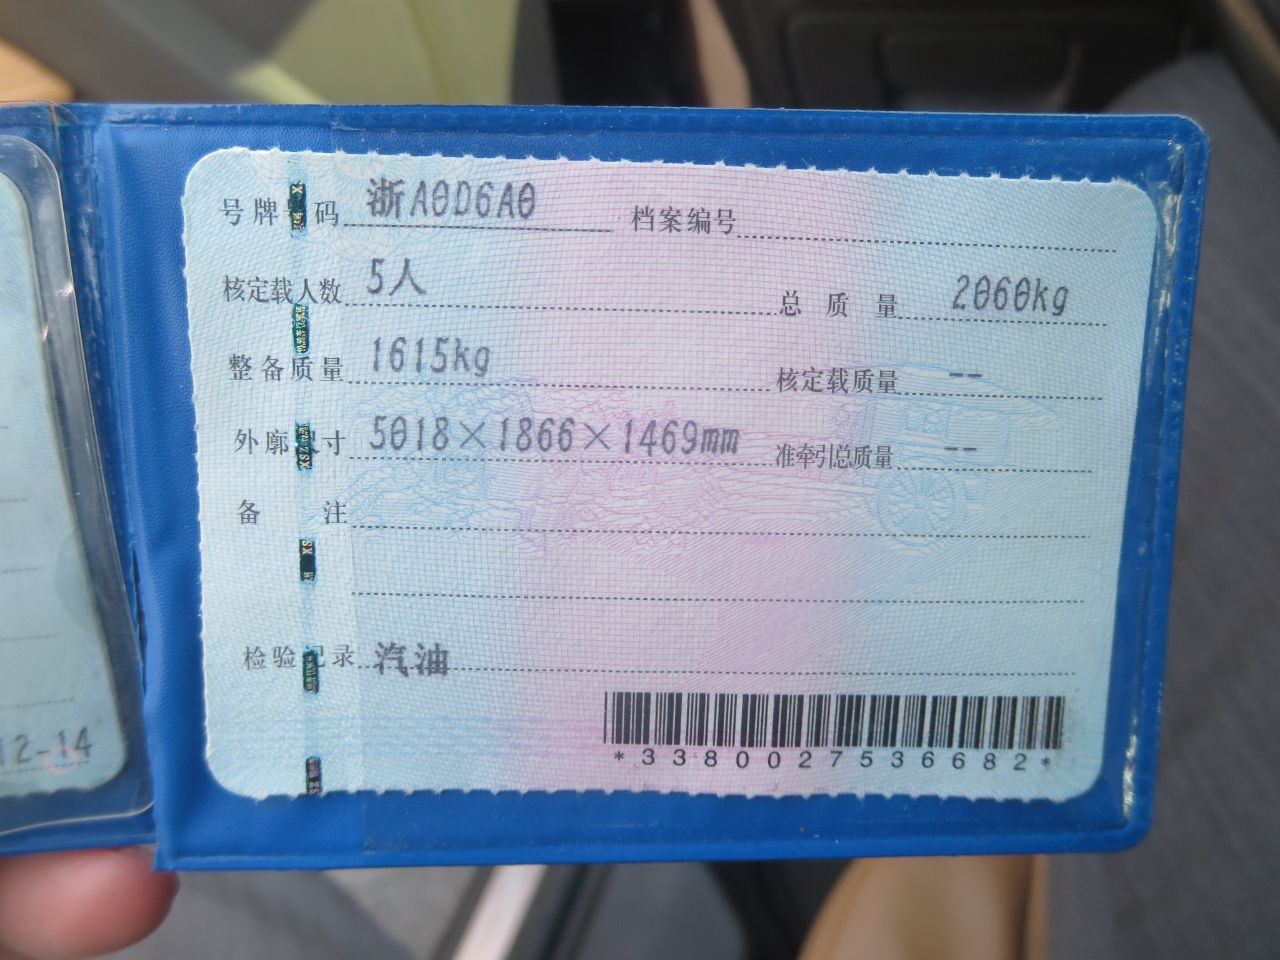 号牌号码 浙A0D6A0 档案编号
核定载人数 5人 总质量 2060kg
整备质量 1615kg 核定载质量 --
外廓尺寸 5018×1866×1469mm 准牵引总质量 --
备注
检验记录 汽油
*3380027536682*
12-14